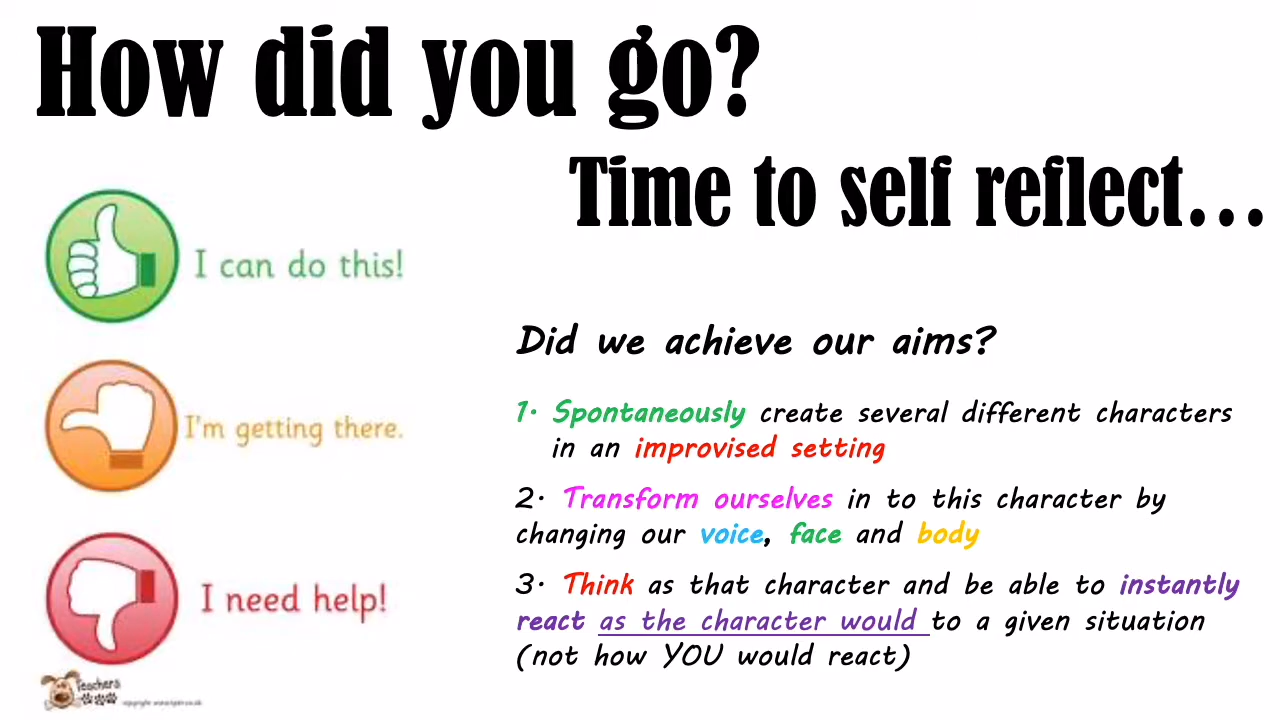 How did you go?
Time to self reflect...
I can do this!
I'm getting there.
I need help!
Did we achieve our aims?
1. Spontaneously create several different characters
in an improvised setting
2. Transform ourselves in to this character by
changing our voice, face and body
3. Think as that character and be able to instantly
react as the character would to a given situation
(not how YOU would react)
Teachers